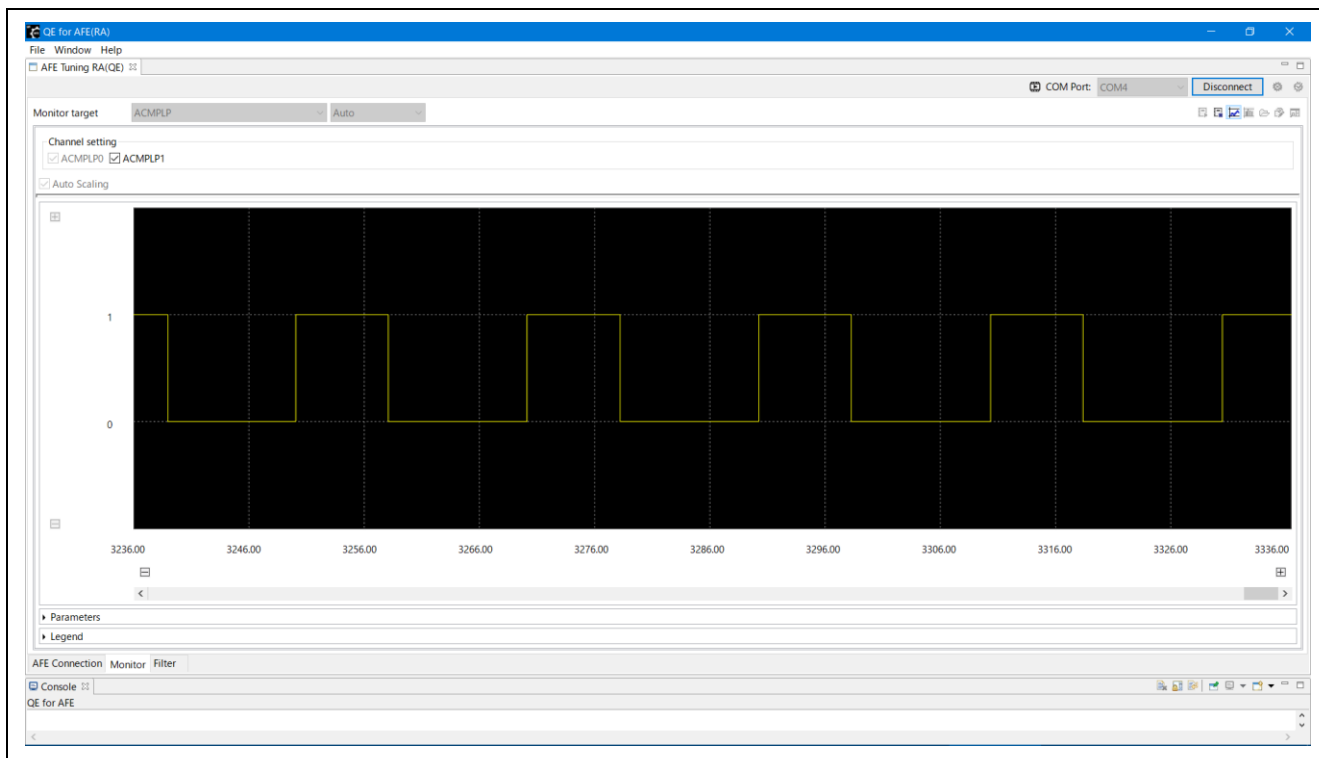 QE for AFE(RA)
File Window Help
AFE Tuning RA(QE)
COM Port: COM4 Disconnect
Monitor target ACMPLP Auto
Channel setting
ACMPLP0 ACMPLP1
Auto Scaling
1
0
3236.00 3246.00 3256.00 3266.00 3276.00 3286.00 3296.00 3306.00 3316.00 3326.00 3336.00
Parameters
Legend
AFE Connection Monitor Filter
Console
QE for AFE